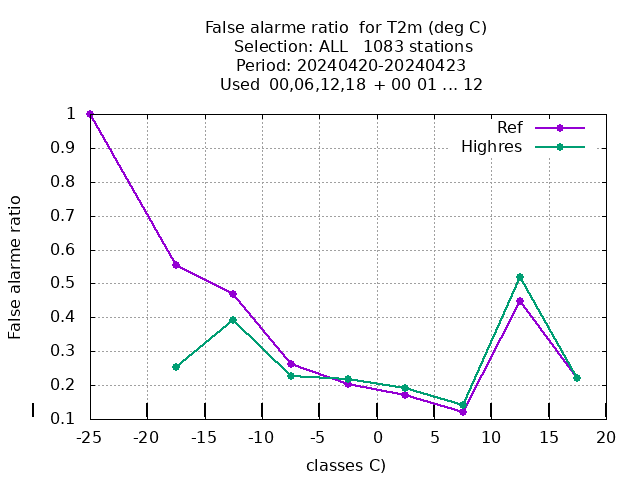 False alarme ratio for T2m (deg C)
Selection: ALL 1083 stations
Period: 20240420-20240423
Used 00,06,12,18 + 00 01 ... 12
Ref
Highres
False alarme ratio
1
0.9
0.8
0.7
0.6
0.5
0.4
0.3
0.2
0.1
-25 -20 -15 -10 -5 0 5 10 15 20
classes C)